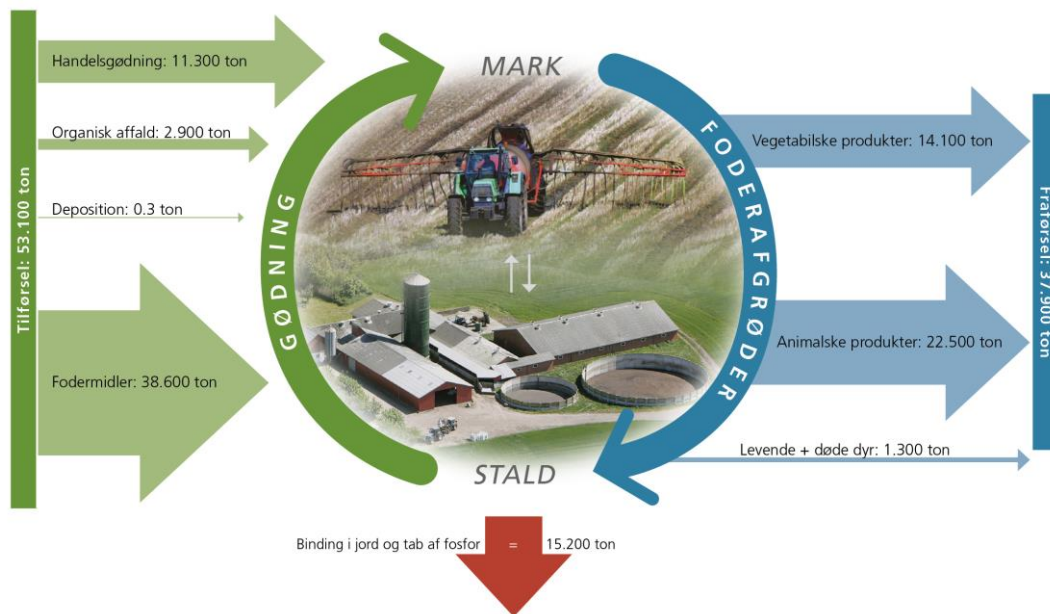 MARK
Handelsgødning: 11.300 ton
Organisk affald: 2.900 ton
Deposition: 0.3 ton
Fodermidler: 38.600 ton
Tilførsel: 53.100 ton
GØDNING
FODERAFGRØDER
Vegetabilske produkter: 14.100 ton
Animalske produkter: 22.500 ton
Levende + døde dyr: 1.300 ton
Fraførsel: 37.900 ton
STALD
Binding i jord og tab af fosfor = 15.200 ton